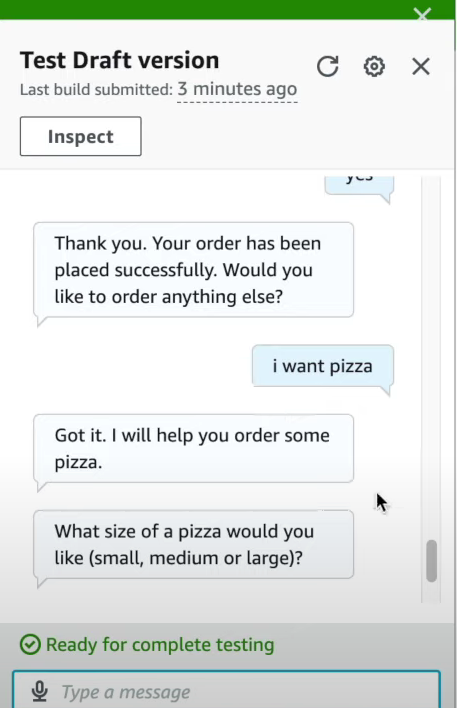 Test Draft version
Last build submitted: 3 minutes ago
Inspect
yes
Thank you. Your order has been
placed successfully. Would you
like to order anything else?
i want pizza
Got it. I will help you order some
pizza.
What size of a pizza would you
like (small, medium or large)?
Ready for complete testing
Type a message